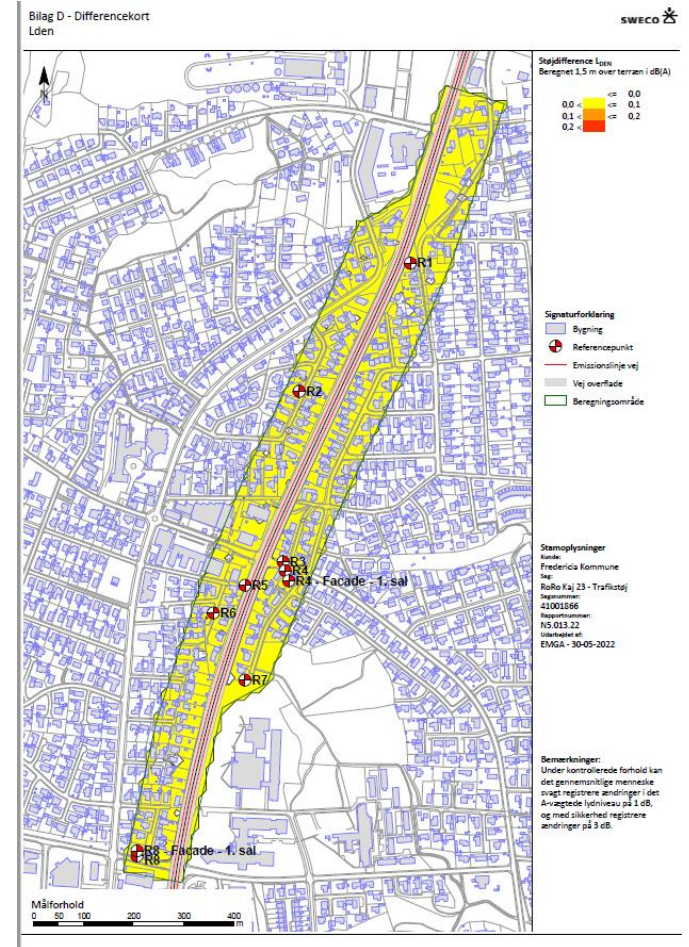 Bilag D - Differencekort
Lden
SWECO
Støjdifference LDEN
Beregnet 1,5 m over terræn i dB(A)
<= 0,0
0,0 < <= 0,1
0,1 < <= 0,2
0,2 <
N
R1
R2
R3
R4
R4 - Facade - 1. sal
R5
R6
R7
R8 - Facade - 1. sal
R8
Signaturforklaring
Bygning
Referencepunkt
Emissionslinje vej
Vej overflade
Beregningsområde
Stamoplysninger
Kunde:
Fredericia Kommune
Sag:
RoRo Kaj 23 - Trafikstøj
Sagsnummer:
41001866
Rapportnummer:
N5.013.22
Udarbejdet af:
EMGA - 30-05-2022
Bemærkninger:
Under kontrollerede forhold kan
det gennemsnitlige menneske
svagt registrere ændringer i det
A-vægtede lydniveau på 1 dB,
og med sikkerhed registrere
ændringer på 3 dB.
Målforhold
0 50 100 200 300 400
m